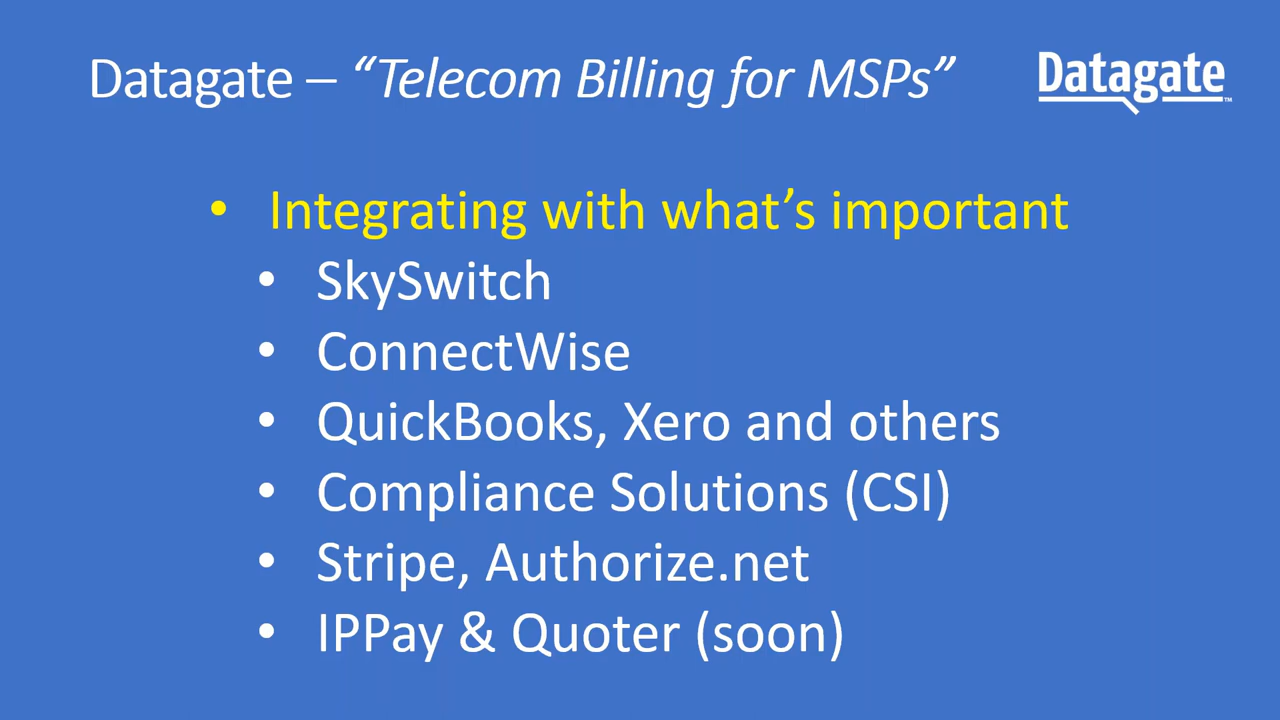 Datagate – “Telecom Billing for MSPs”
Datagate™
• Integrating with what’s important
• SkySwitch
• ConnectWise
• QuickBooks, Xero and others
• Compliance Solutions (CSI)
• Stripe, Authorize.net
• IPPay & Quoter (soon)